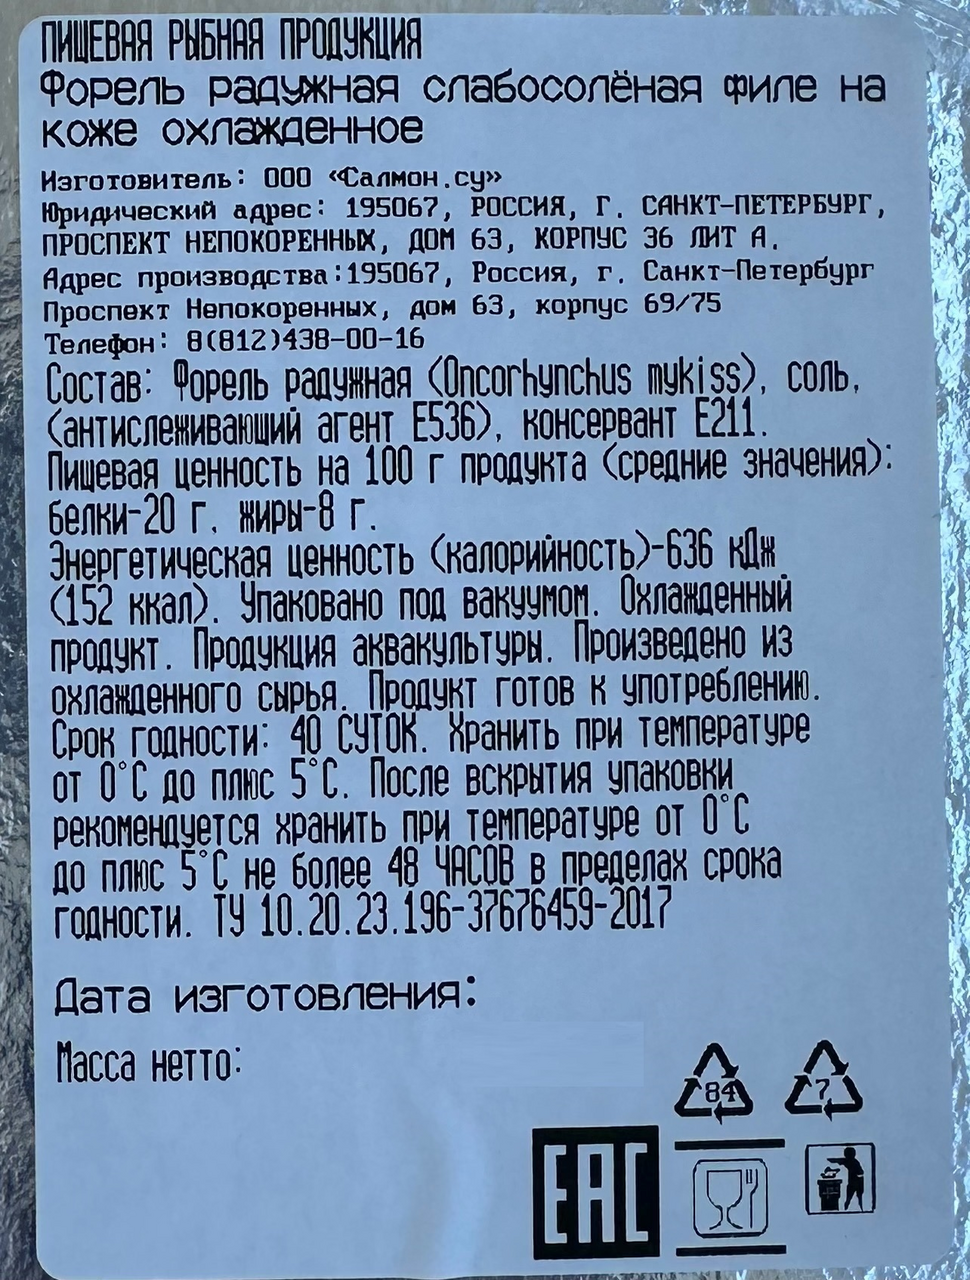 ПИЩЕВАЯ РЫБНАЯ ПРОДУКЦИЯ
Форель радужная слабосолёная филе на
коже охлажденное
Изготовитель: ООО «Салмон.су»
Юридический адрес: 195067, РОССИЯ, Г. САНКТ-ПЕТЕРБУРГ,
ПРОСПЕКТ НЕПОКОРЕННЫХ, ДОМ 63, КОРПУС 36 ЛИТ А.
Адрес производства:195067, Россия, г. Санкт-Петербург
Проспект Непокоренных, дом 63, корпус 69/75
Телефон: 8(812)438-00-16
Состав: Форель радужная (Oncorhynchus mykiss), соль,
(антислеживающий агент Е536), консервант Е211.
Пищевая ценность на 100 г продукта (средние значения):
белки-20 г, жиры-8 г.
Энергетическая ценность (калорийность)-636 кДж
(152 ккал). Упаковано под вакуумом. Охлажденный
продукт. Продукция аквакультуры. Произведено из
охлажденного сырья. Продукт готов к употреблению.
Срок годности: 40 СУТОК. Хранить при температуре
от 0°С до плюс 5°С. После вскрытия упаковки
рекомендуется хранить при температуре от 0°С
до плюс 5°С не более 48 ЧАСОВ в пределах срока
годности. ТУ 10.20.23.196-37676459-2017
Дата изготовления:
Масса нетто:
84 7
EAC